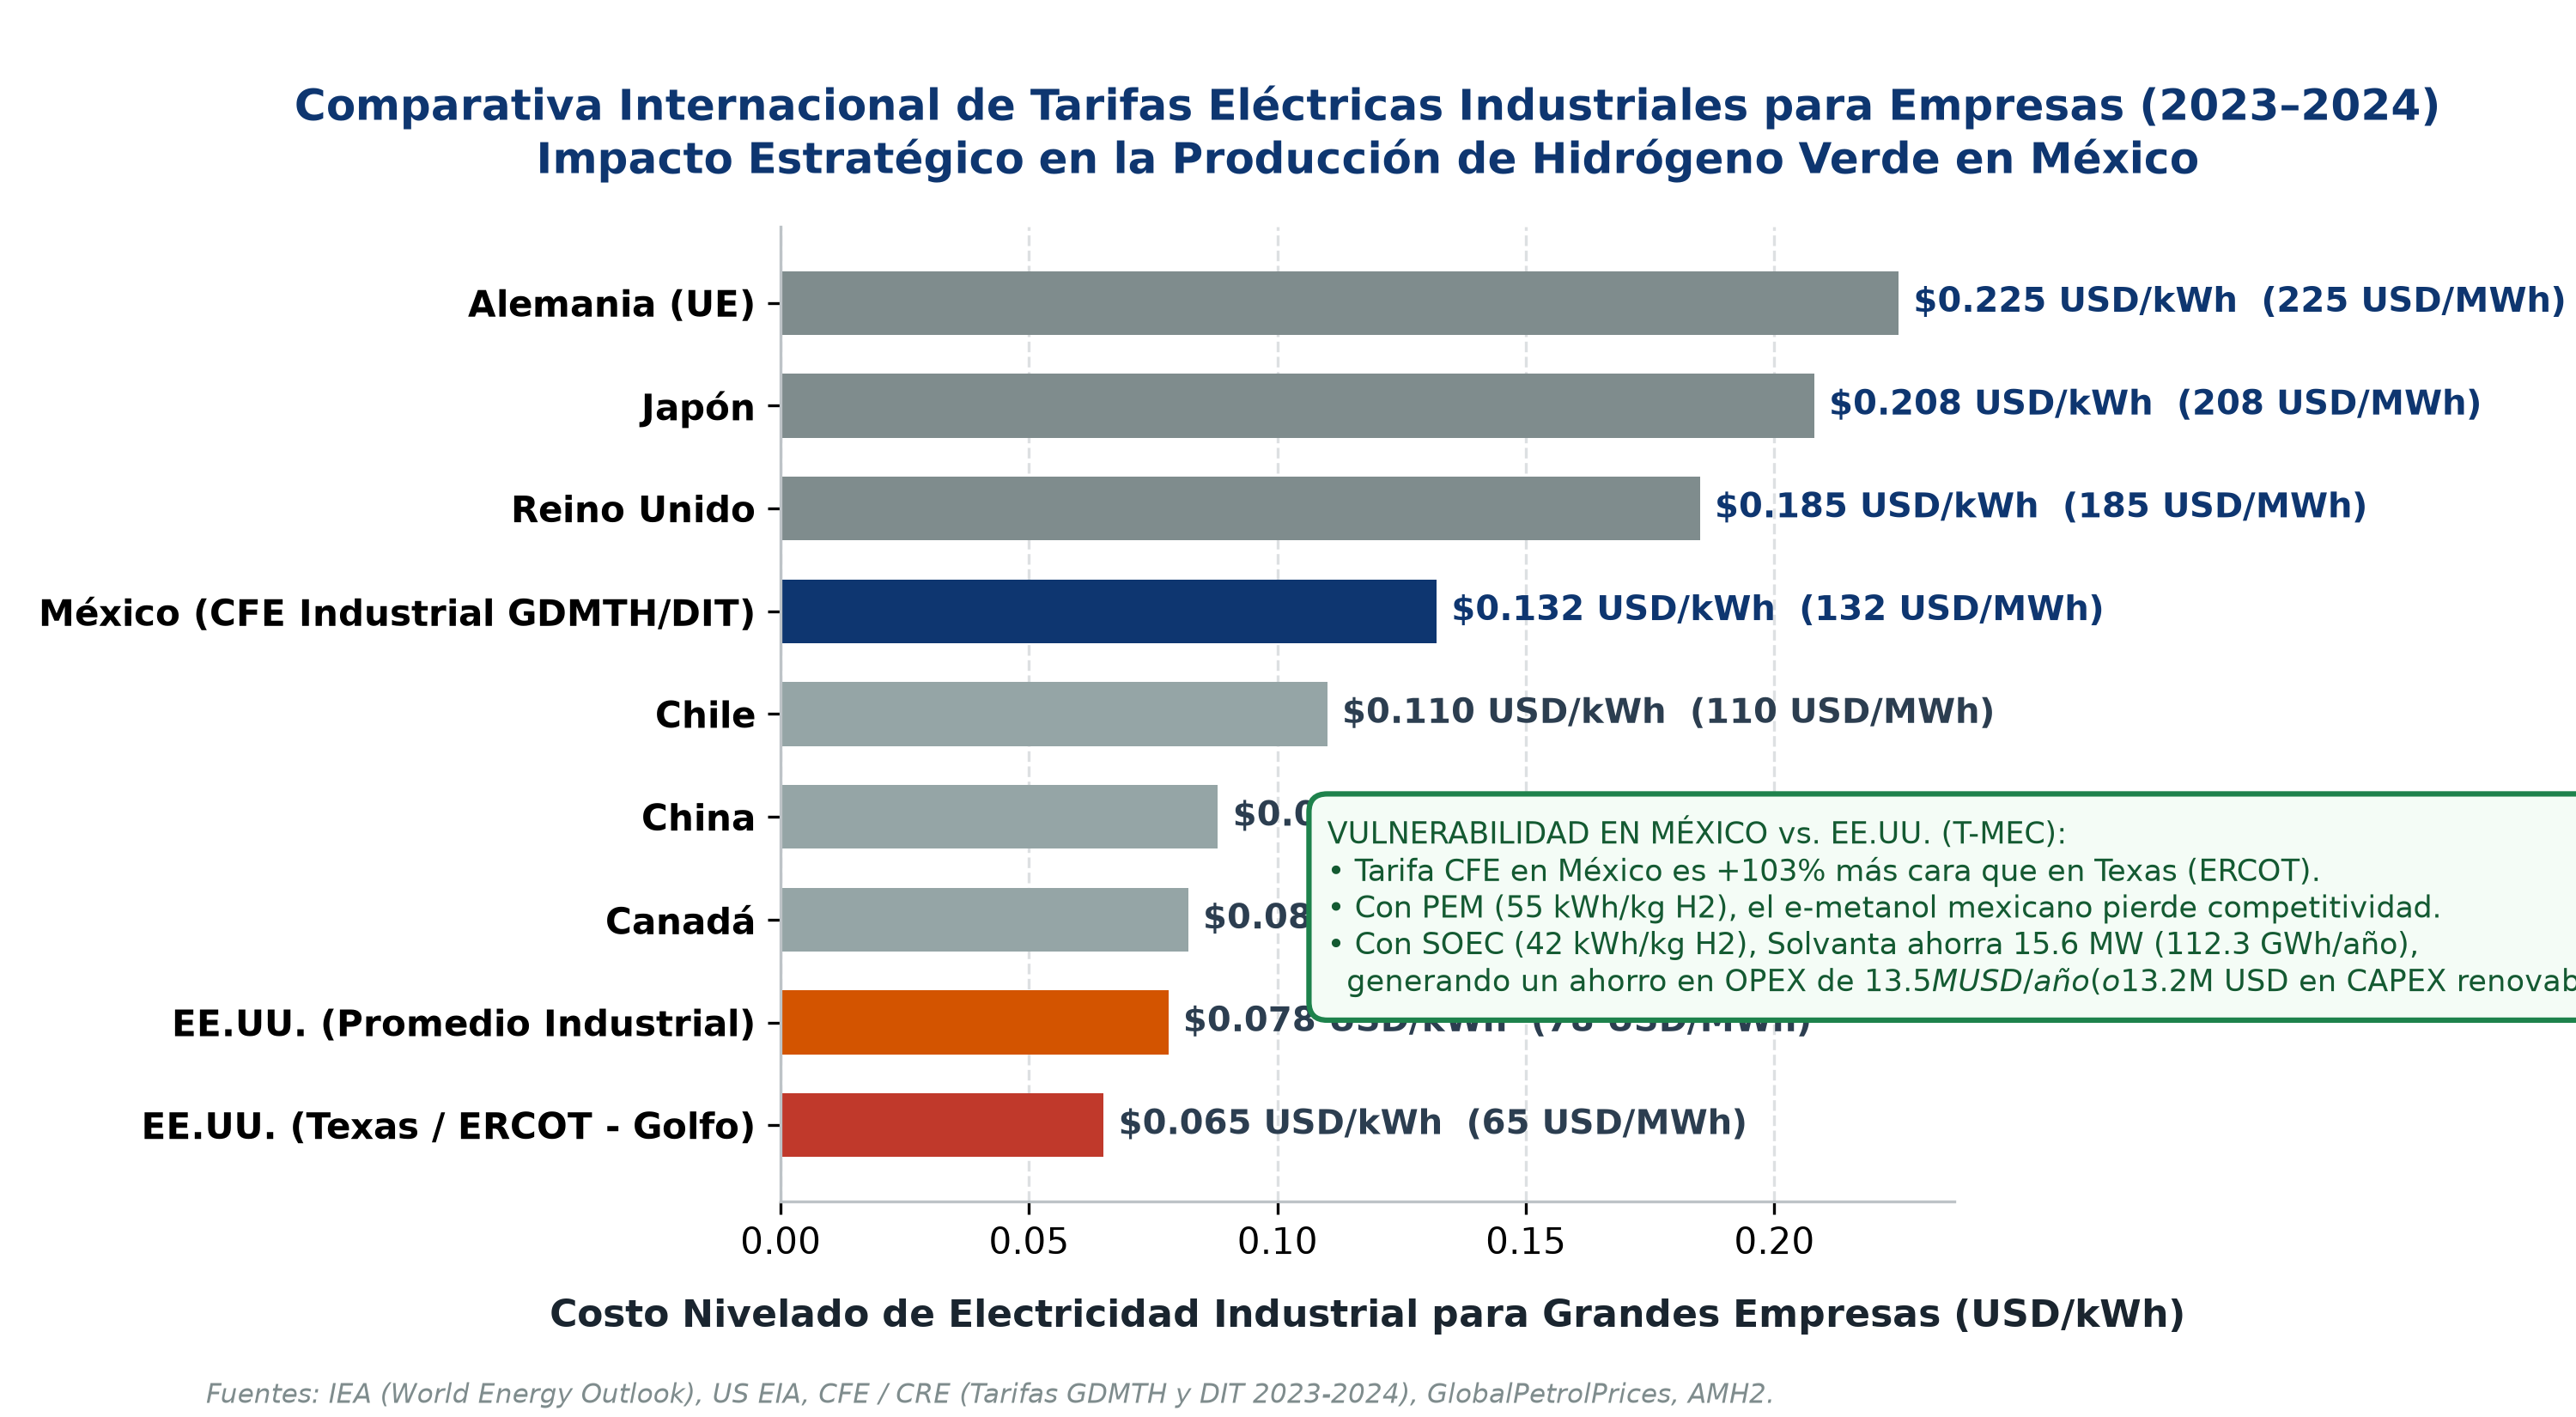 Comparativa Internacional de Tarifas Eléctricas Industriales para Empresas (2023–2024)
Impacto Estratégico en la Producción de Hidrógeno Verde en México
Alemania (UE)
$0.225 USD/kWh (225 USD/MWh)
Japón
$0.208 USD/kWh (208 USD/MWh)
Reino Unido
$0.185 USD/kWh (185 USD/MWh)
México (CFE Industrial GDMTH/DIT)
$0.132 USD/kWh (132 USD/MWh)
Chile
$0.110 USD/kWh (110 USD/MWh)
China
Canadá
EE.UU. (Promedio Industrial)
$0.078 USD/kWh (78 USD/MWh)
EE.UU. (Texas / ERCOT - Golfo)
$0.065 USD/kWh (65 USD/MWh)
VULNERABILIDAD EN MÉXICO vs. EE.UU. (T-MEC):
• Tarifa CFE en México es +103% más cara que en Texas (ERCOT).
• Con PEM (55 kWh/kg H2), el e-metanol mexicano pierde competitividad.
• Con SOEC (42 kWh/kg H2), Solvanta ahorra 15.6 MW (112.3 GWh/año),
generando un ahorro en OPEX de 13.5MUSD/año(o13.2M USD en CAPEX
0.00 0.05 0.10 0.15 0.20
Costo Nivelado de Electricidad Industrial para Grandes Empresas (USD/kWh)
Fuentes: IEA (World Energy Outlook), US EIA, CFE / CRE (Tarifas GDMTH y DIT 2023-2024), GlobalPetrolPrices, AMH2.